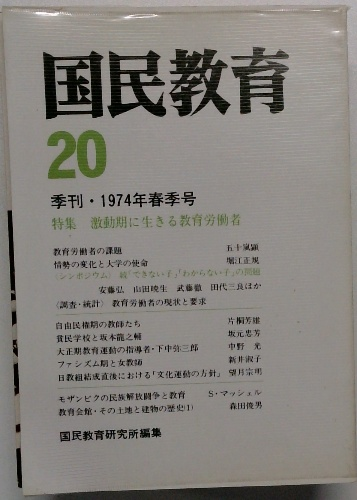 国民教育
20
季刊・1974年春季号
特集 激動期に生きる教育労働者
教育労働者の課題 五十嵐顕
情勢の変化と大学の使命 堀江正規
〈シンポジウム〉 続「できない子」「わからない子」の問題
安藤弘 山田暁生 武藤徹 田代三良ほか
〈調査・統計〉 教育労働者の現状と要求
自由民権期の教師たち 片桐芳雄
貧民学校と坂本龍之輔 坂元忠芳
大正期教育運動の指導者・下中弥三郎 中野光
ファシズム期と女教師 新井淑子
日教組結成直後における「文化運動の方針」 望月宗明
モザンビクの民族解放闘争と教育 S・マッシェル
教育会館・その土地と建物の歴史(1) 森田俊男
国民教育研究所編集